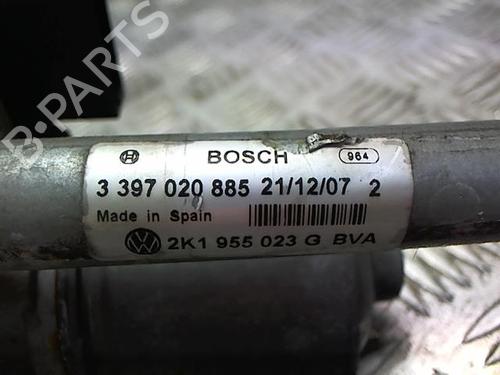 B-PARTS
BOSCH 964
3 397 020 885 21/12/07 2
Made in Spain
2K1 955 023 G BVA